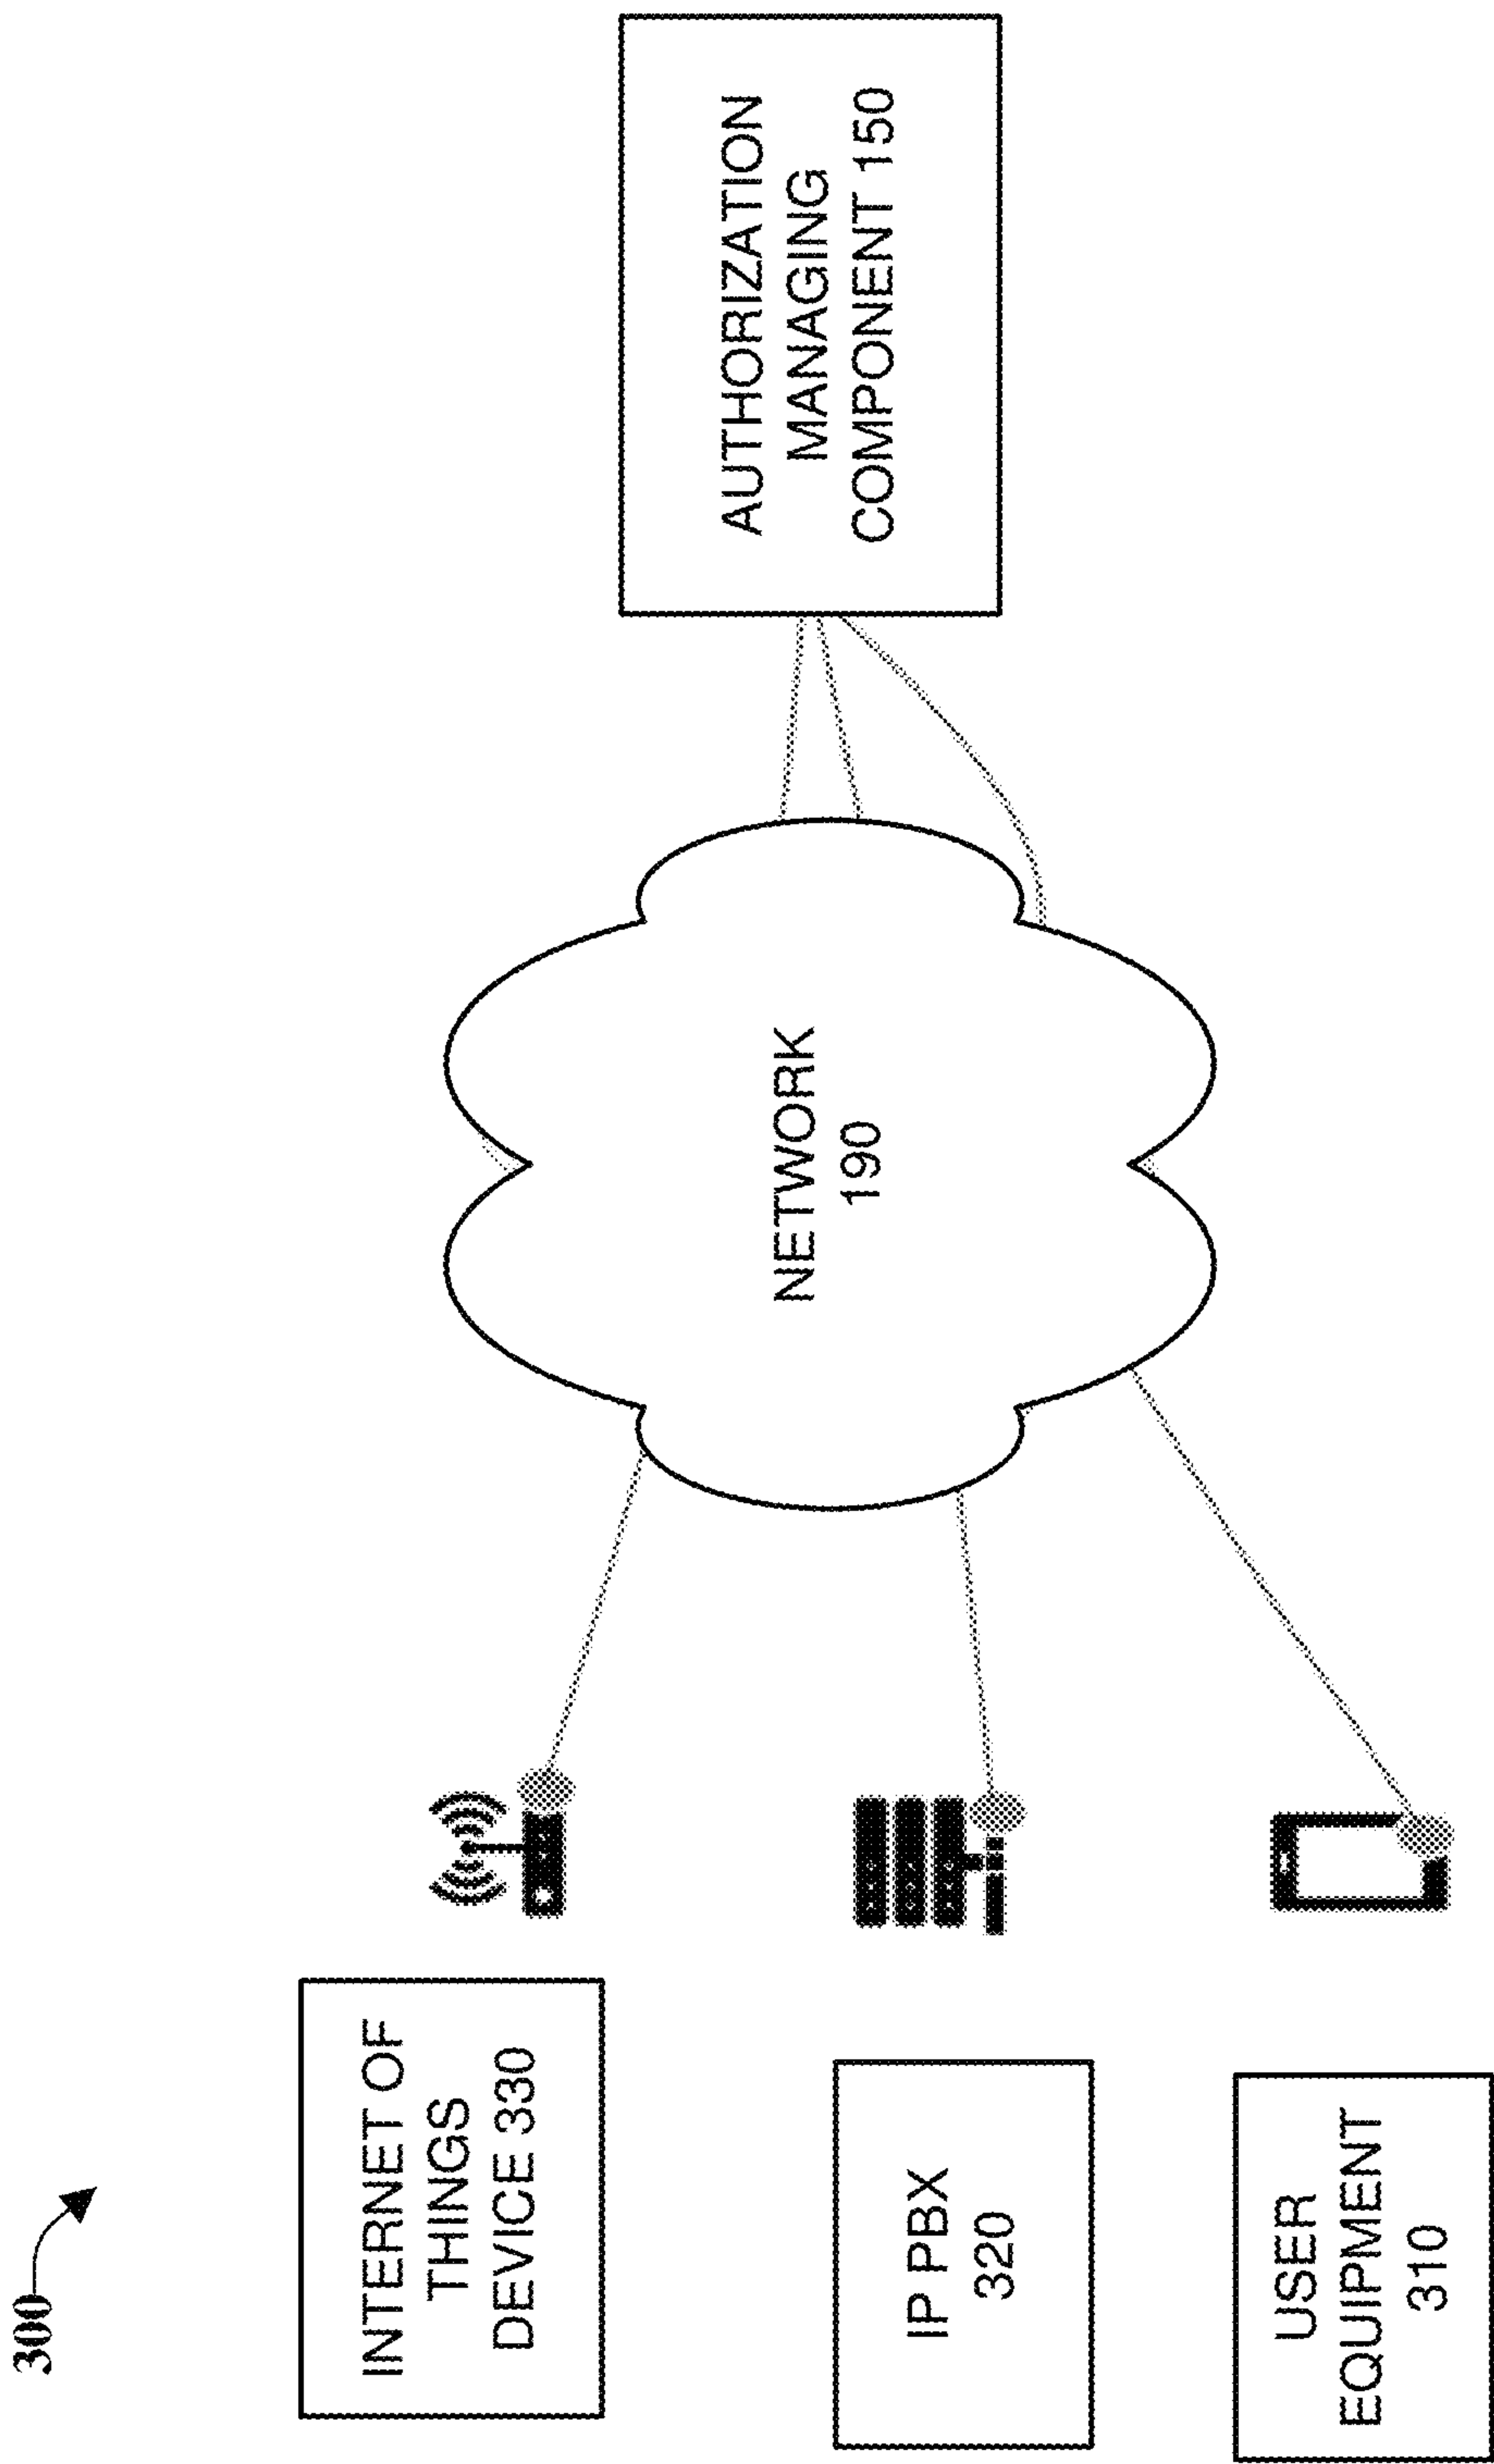 300
INTERNET OF
THINGS
DEVICE 330
IP PBX
320
USER
EQUIPMENT
310
NETWORK
190
AUTHORIZATION
MANAGING
COMPONENT 150